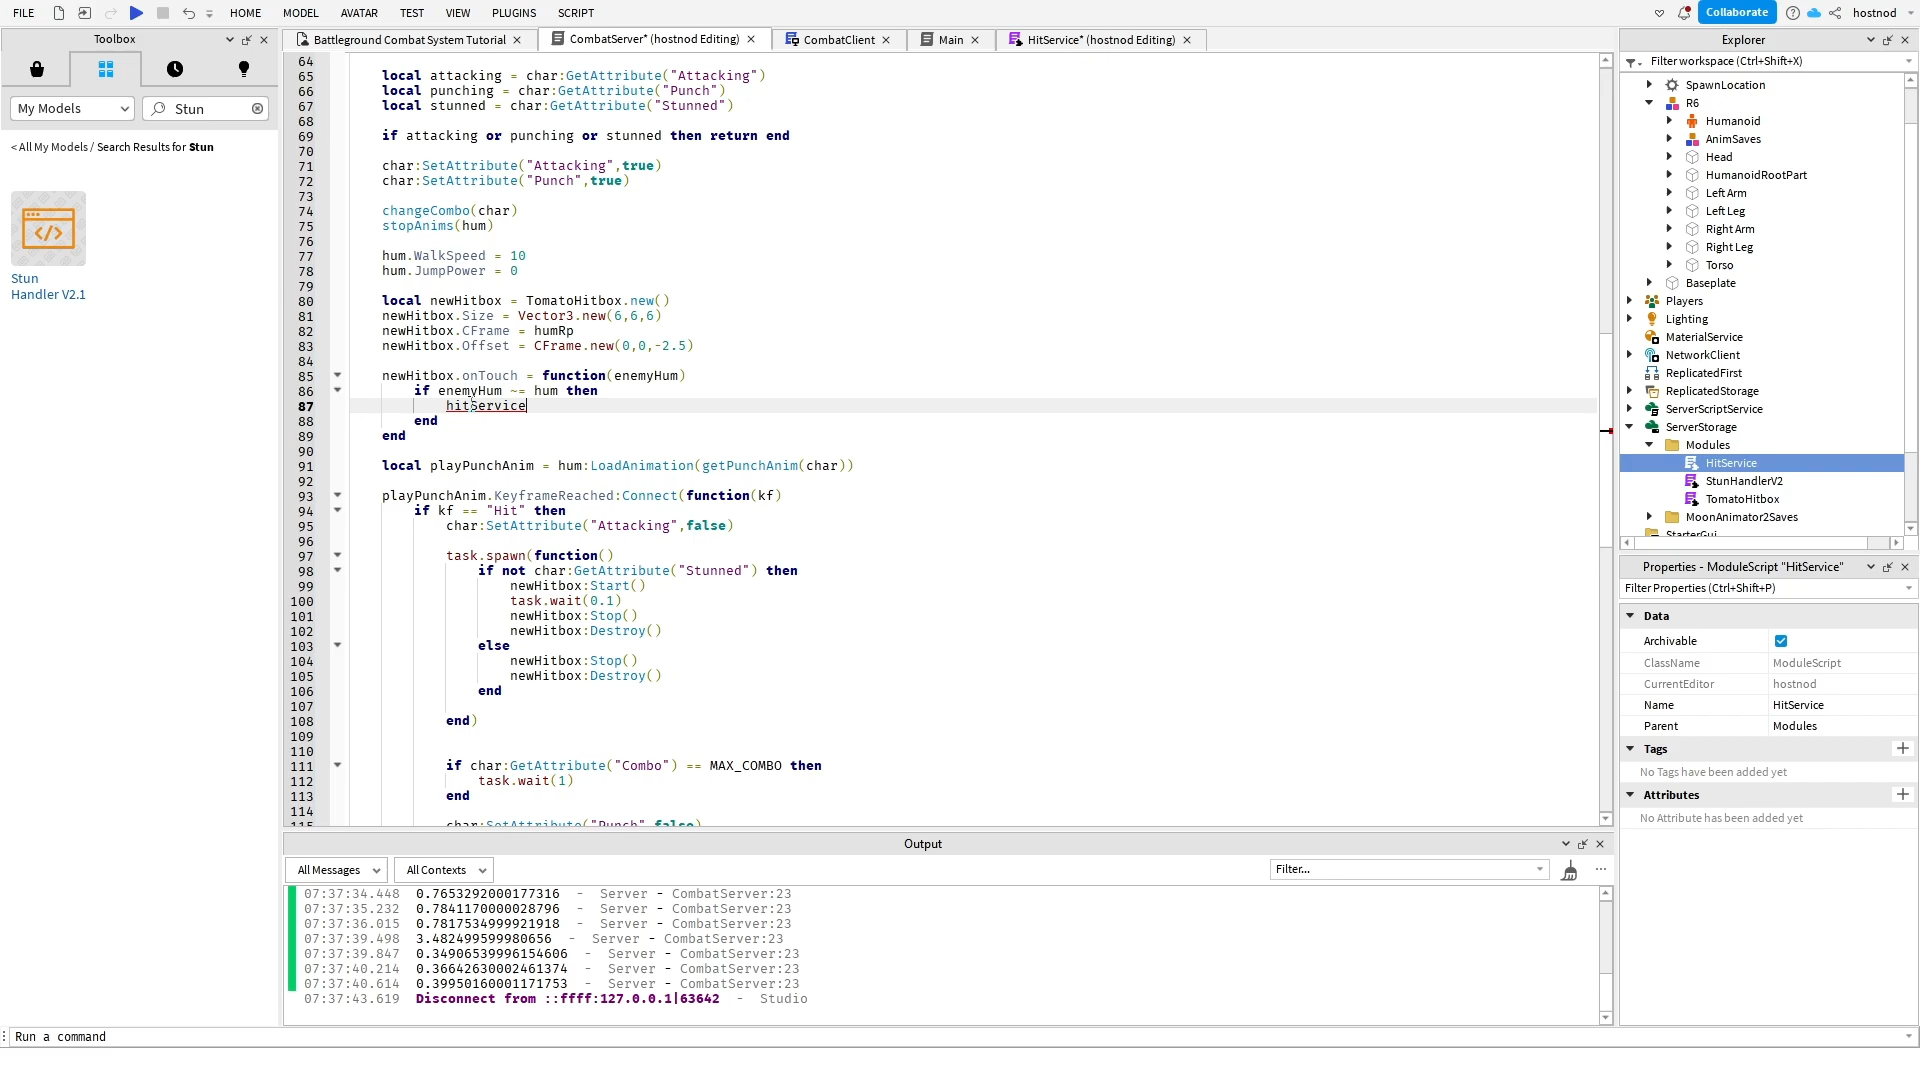 FILE HOME MODEL AVATAR TEST VIEW PLUGINS SCRIPT Collaborate hostnod
Toolbox
My Models Stun
< All My Models / Search Results for Stun
Stun
Handler V2.1
Battleground Combat System Tutorial CombatServer* (hostnod Editing) CombatClient Main HitService* (hostnod Editing)
64
65 local attacking = char:GetAttribute("Attacking")
66 local punching = char:GetAttribute("Punch")
67 local stunned = char:GetAttribute("Stunned")
68
69 if attacking or punching or stunned then return end
70
71 char:SetAttribute("Attacking",true)
72 char:SetAttribute("Punch",true)
73
74 changeCombo(char)
75 stopAnims(hum)
76
77 hum.WalkSpeed = 10
78 hum.JumpPower = 0
79
80 local newHitbox = TomatoHitbox.new()
81 newHitbox.Size = Vector3.new(6,6,6)
82 newHitbox.CFrame = humRp
83 newHitbox.Offset = CFrame.new(0,0,-2.5)
84
85 newHitbox.onTouch = function(enemyHum)
86 if enemyHum ~= hum then
87 hitService
88 end
89 end
90
91 local playPunchAnim = hum:LoadAnimation(getPunchAnim(char))
92
93 playPunchAnim.KeyframeReached:Connect(function(kf)
94 if kf == "Hit" then
95 char:SetAttribute("Attacking",false)
96
97 task.spawn(function()
98 if not char:GetAttribute("Stunned") then
99 newHitbox:Start()
100 task.wait(0.1)
101 newHitbox:Stop()
102 newHitbox:Destroy()
103 else
104 newHitbox:Stop()
105 newHitbox:Destroy()
106 end
107
108 end)
109
110
111 if char:GetAttribute("Combo") == MAX_COMBO then
112 task.wait(1)
113 end
114
115 char:SetAttribute("Punch",false)
Output
All Messages All Contexts Filter...
07:37:34.448 0.7653292000177316 - Server - CombatServer:23
07:37:35.232 0.7841170000028796 - Server - CombatServer:23
07:37:36.015 0.7817534999921918 - Server - CombatServer:23
07:37:39.498 3.482499599980656 - Server - CombatServer:23
07:37:39.847 0.34906539996154606 - Server - CombatServer:23
07:37:40.214 0.36642630002461374 - Server - CombatServer:23
07:37:40.614 0.39950160001171753 - Server - CombatServer:23
07:37:43.619 Disconnect from ::ffff:127.0.0.1|63642 - Studio
Run a command
Explorer
Filter workspace (Ctrl+Shift+X)
SpawnLocation
R6
Humanoid
AnimSaves
Head
HumanoidRootPart
Left Arm
Left Leg
Right Arm
Right Leg
Torso
Baseplate
Players
Lighting
MaterialService
NetworkClient
ReplicatedFirst
ReplicatedStorage
ServerScriptService
ServerStorage
Modules
HitService
StunHandlerV2
TomatoHitbox
MoonAnimator2Saves
StarterGui
Properties - ModuleScript "HitService"
Filter Properties (Ctrl+Shift+P)
Data
Archivable
ClassName ModuleScript
CurrentEditor hostnod
Name HitService
Parent Modules
Tags
No Tags have been added yet
Attributes
No Attribute has been added yet